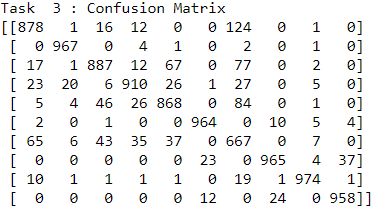 Task  3 : Confusion Matrix
[[878   1  16  12   0   0 124   0   1   0]
 [  0 967   0   4   1   0   2   0   1   0]
 [ 17   1 887  12  67   0  77   0   2   0]
 [ 23  20   6 910  26   1  27   0   5   0]
 [  5   4  46  26 868   0  84   0   1   0]
 [  2   0   1   0   0 964   0  10   5   4]
 [ 65   6  43  35  37   0 667   0   7   0]
 [  0   0   0   0   0  23   0 965   4  37]
 [ 10   1   1   1   1   0  19   1 974   1]
 [  0   0   0   0   0  12   0  24   0 958]]